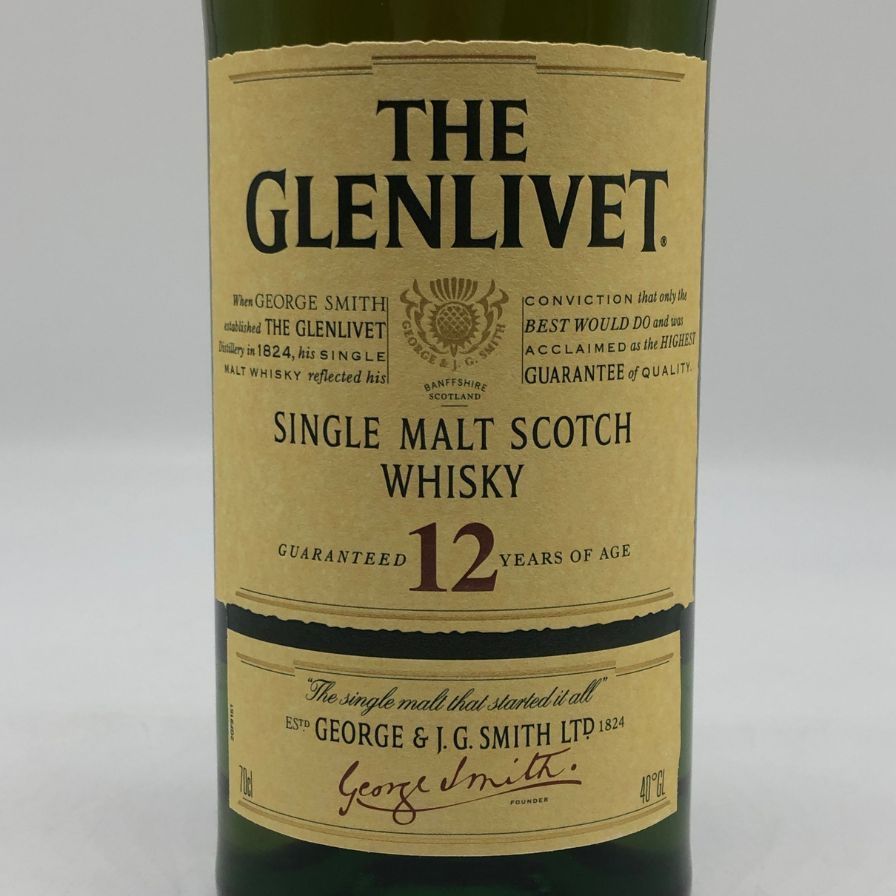 THE
GLENLIVET®
When GEORGE SMITH
established THE GLENLIVET
Distillery in 1824, his SINGLE
MALT WHISKY reflected his
GEORGE & J. G. SMITH
BANFFSHIRE
SCOTLAND
CONVICTION that only the
BEST WOULD DO and was
ACCLAIMED as the HIGHEST
GUARANTEE of QUALITY.
SINGLE MALT SCOTCH
WHISKY
GUARANTEED 12 YEARS OF AGE
"The single malt that started it all"
ESTD GEORGE & J. G. SMITH LTD 1824
George Smith.
FOUNDER
70cl
40°GL